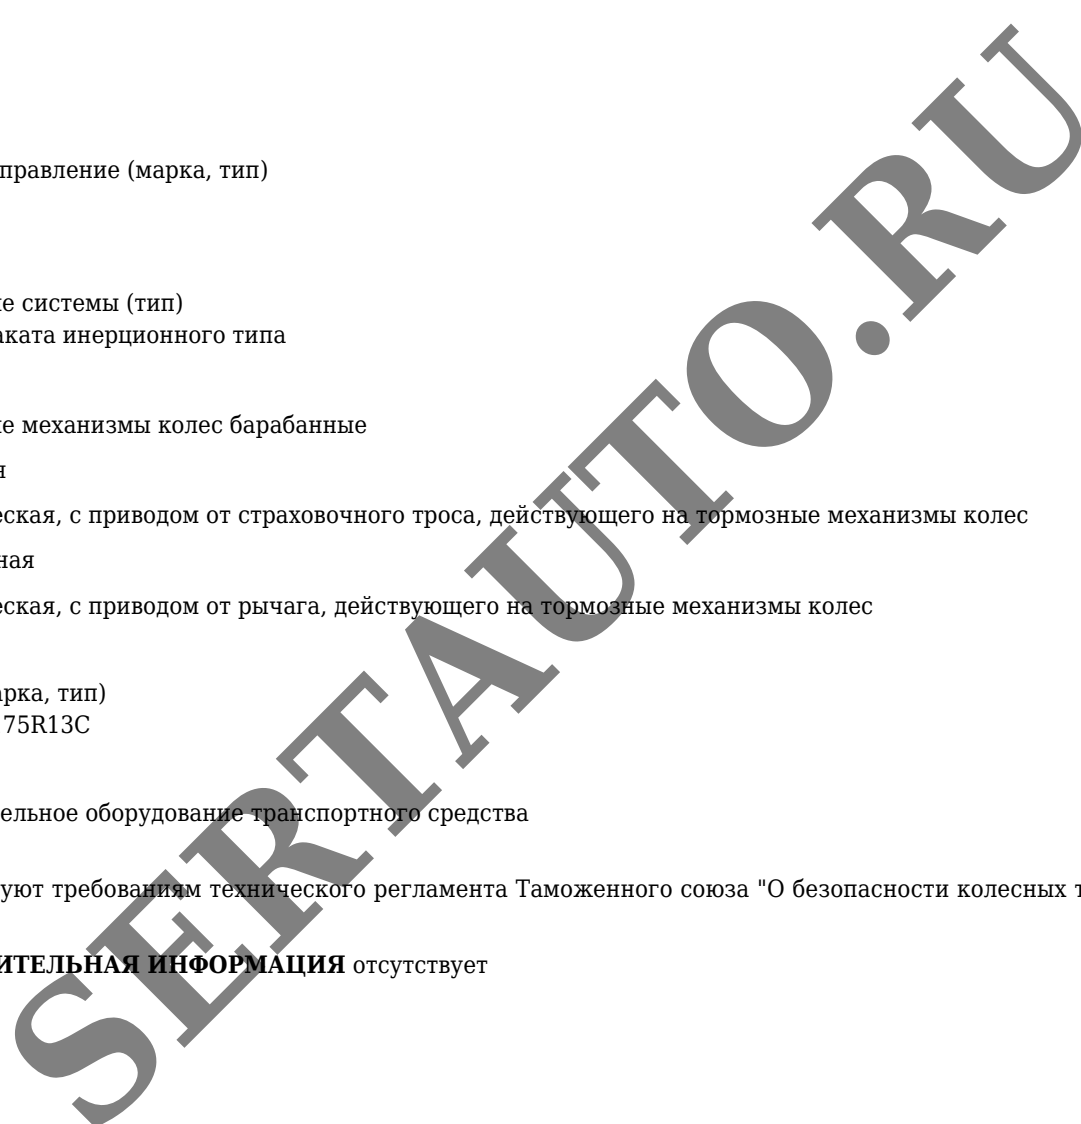 правление (марка, тип)
е системы (тип)
аката инерционного типа
е механизмы колес барабанные
я
еская, с приводом от страховочного троса, действующего на тормозные механизмы колес
ная
еская, с приводом от рычага, действующего на тормозные механизмы колес
арка, тип)
75R13C
ельное оборудование транспортного средства
уют требованиям технического регламента Таможенного союза "О безопасности колесных т
ИТЕЛЬНАЯ ИНФОРМАЦИЯ отсутствует
SERTAUTO.RU